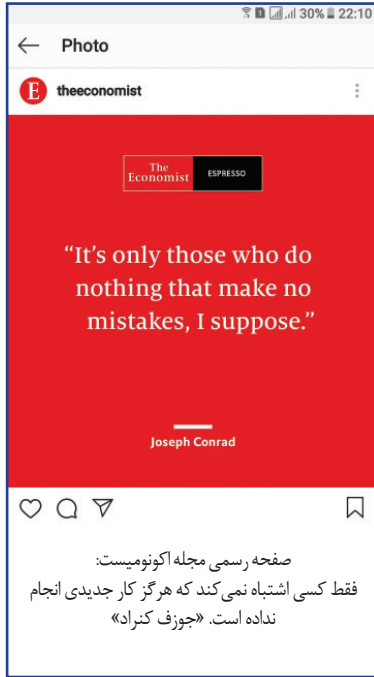 30% 22:10
Photo
theeconomist
The
Economist
ESPRESSO
“It’s only those who do
nothing that make no
mistakes, I suppose.”
Joseph Conrad
صفحه رسمی مجله اکونومیست:
فقط کسی اشتباه نمی‌کند که هرگز کار جدیدی انجام
نداده است. «جوزف کنراد»